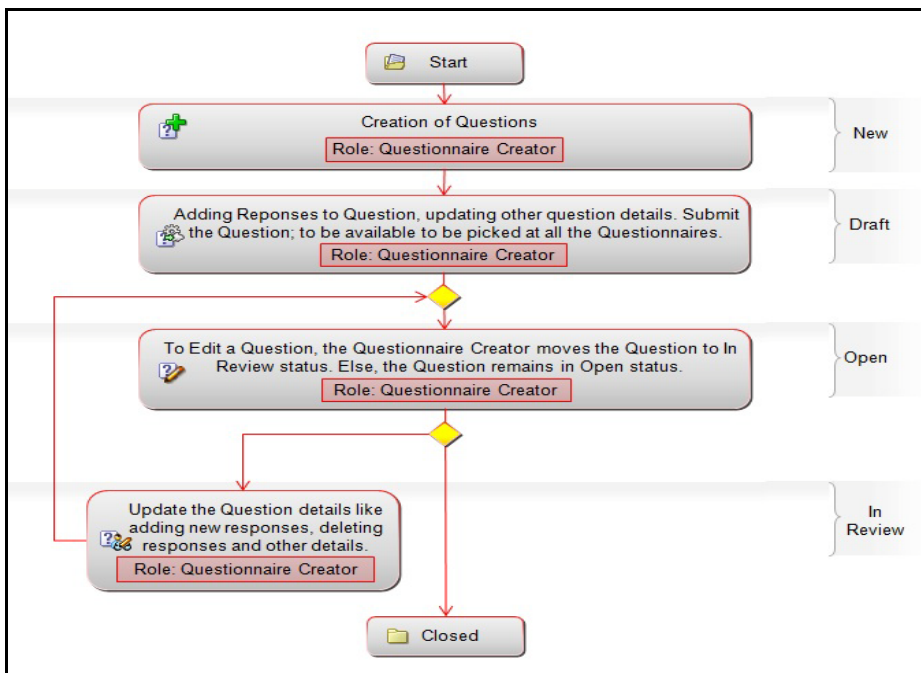 Start
Creation of Questions
Role: Questionnaire Creator
New
Adding Reponses to Question, updating other question details. Submit
the Question; to be available to be picked at all the Questionnaires.
Role: Questionnaire Creator
Draft
To Edit a Question, the Questionnaire Creator moves the Question to In
Review status. Else, the Question remains in Open status.
Role: Questionnaire Creator
Open
Update the Question details like
adding new responses, deleting
responses and other details.
Role: Questionnaire Creator
In
Review
Closed